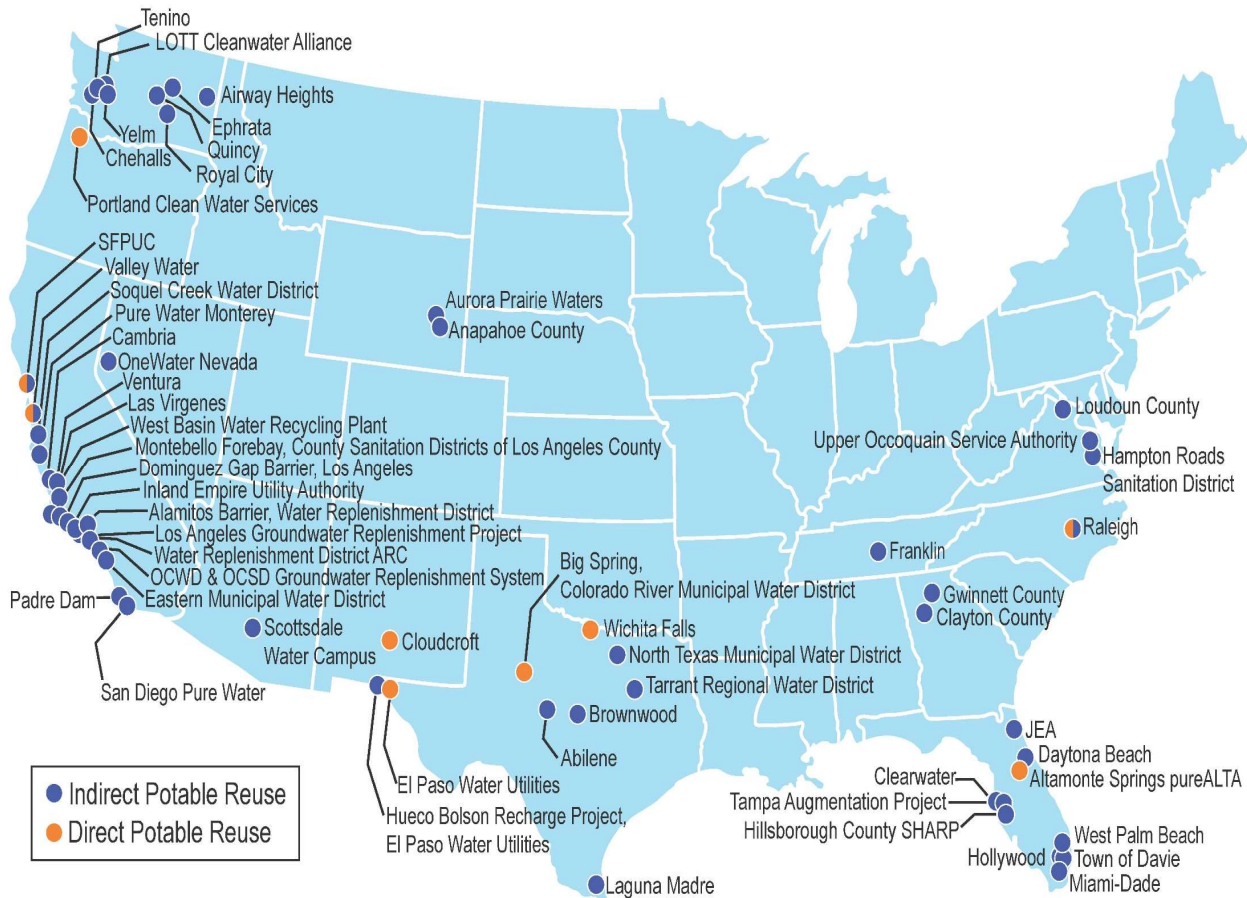 Tenino
LOTT Cleanwater Alliance
Airway Heights
Ephrata
Yelm
Quincy
Chehalls
Royal City
Portland Clean Water Services
SFPUC
Valley Water
Soquel Creek Water District
Pure Water Monterey
Cambria
OneWater Nevada
Ventura
Las Virgenes
West Basin Water Recycling Plant
Montebello Forebay, County Sanitation Districts of Los Angeles County
Dominguez Gap Barrier, Los Angeles
Inland Empire Utility Authority
Alamitos Barrier, Water Replenishment District
Los Angeles Groundwater Replenishment Project
Water Replenishment District ARC
OCWD & OCSD Groundwater Replenishment System
Eastern Municipal Water District
Padre Dam
San Diego Pure Water
Aurora Prairie Waters
Anapahoe County
Loudoun County
Upper Occoquain Service Authority
Hampton Roads
Sanitation District
Raleigh
Franklin
Gwinnett County
Clayton County
Scottsdale
Water Campus
Cloudcroft
Big Spring,
Colorado River Municipal Water District
Wichita Falls
North Texas Municipal Water District
Tarrant Regional Water District
Brownwood
Abilene
El Paso Water Utilities
Hueco Bolson Recharge Project,
El Paso Water Utilities
Laguna Madre
JEA
Daytona Beach
Altamonte Springs pureALTA
Clearwater
Tampa Augmentation Project
Hillsborough County SHARP
West Palm Beach
Hollywood
Town of Davie
Miami-Dade
Indirect Potable Reuse
Direct Potable Reuse